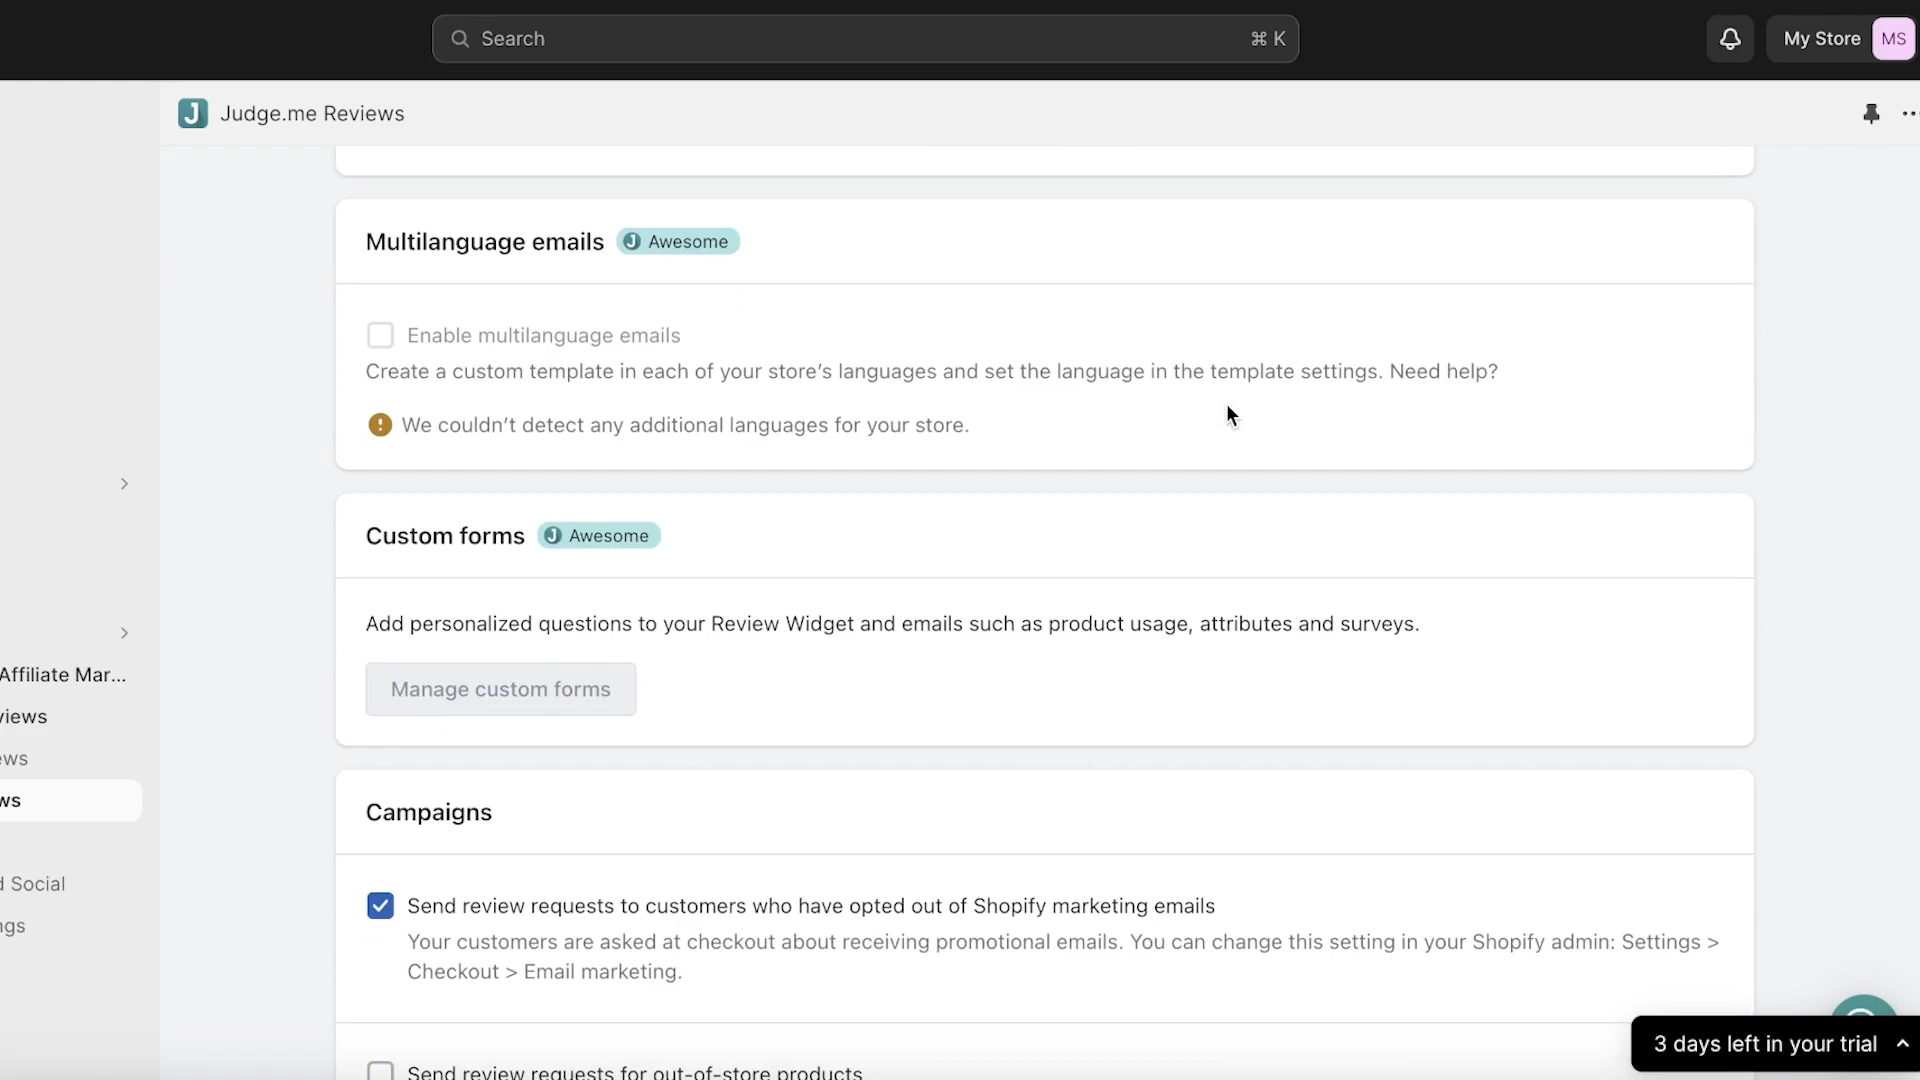 Search
⌘ K
My Store
MS
J
Judge.me Reviews
Multilanguage emails
J Awesome
Enable multilanguage emails
Create a custom template in each of your store's languages and set the language in the template settings. Need help?
We couldn't detect any additional languages for your store.
Custom forms
J Awesome
Add personalized questions to your Review Widget and emails such as product usage, attributes and surveys.
Manage custom forms
Affiliate Mar...
views
ews
ws
d Social
ngs
Campaigns
Send review requests to customers who have opted out of Shopify marketing emails
Your customers are asked at checkout about receiving promotional emails. You can change this setting in your Shopify admin: Settings >
Checkout > Email marketing.
Send review requests for out-of-store products
3 days left in your trial